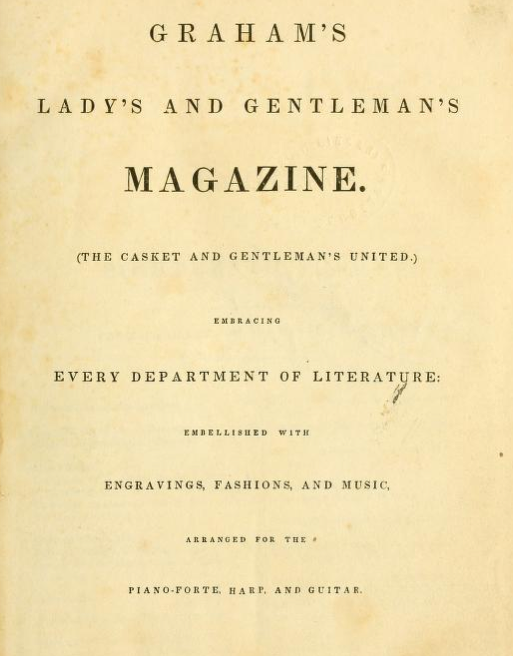 GRAHAM'S
LADY'S AND GENTLEMAN'S
MAGAZINE.
(THE CASKET AND GENTLEMAN'S UNITED.)
EMBRACING
EVERY DEPARTMENT OF LITERATURE:
EMBELLISHED WITH
ENGRAVINGS, FASHIONS, AND MUSIC,
ARRANGED FOR THE
PIANO-FORTE, HARP, AND GUITAR.